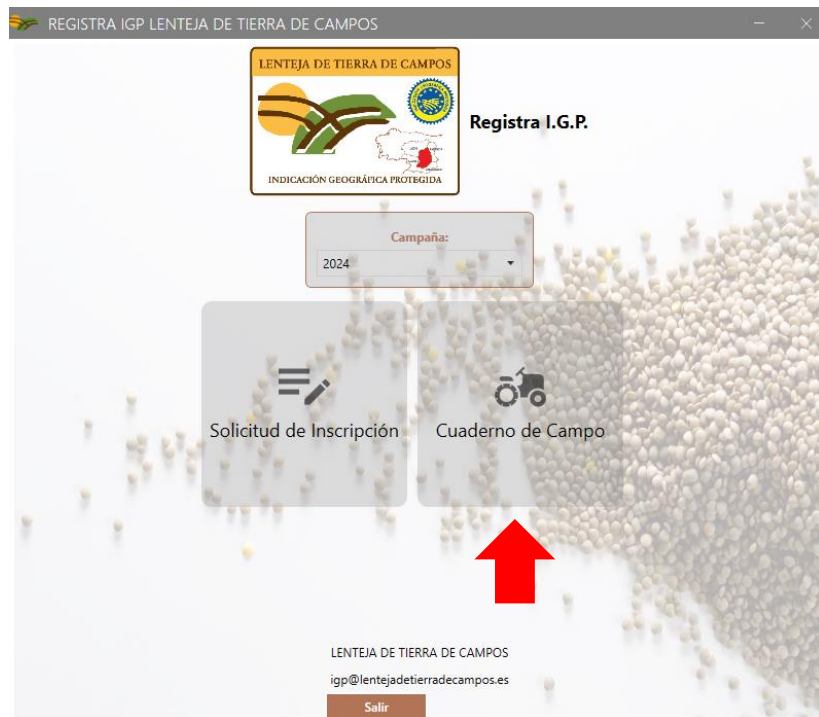 REGISTRA IGP LENTEJA DE TIERRA DE CAMPOS
LENTEJA DE TIERRA DE CAMPOS
INDICACIÓN GEOGRÁFICA PROTEGIDA
Registra I.G.P.
Campaña:
2024
Solicitud de Inscripción
Cuaderno de Campo
LENTEJA DE TIERRA DE CAMPOS
igp@lentejadetierradecampos.es
Salir